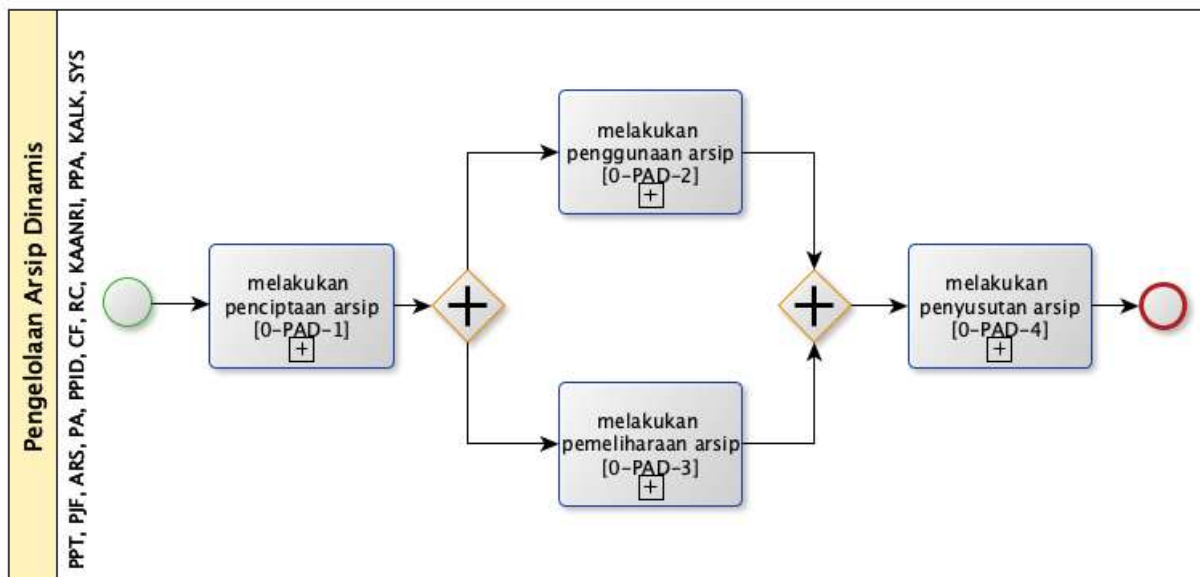 Pengelolaan Arsip Dinamis
PPT, PJF, ARS, PA, PPID, CF, RC, KAANRI, PPA, KALK, SYS
melakukan
penciptaan arsip
[0-PAD-1]
melakukan
penggunaan arsip
[0-PAD-2]
melakukan
pemeliharaan arsip
[0-PAD-3]
melakukan
penyusutan arsip
[0-PAD-4]